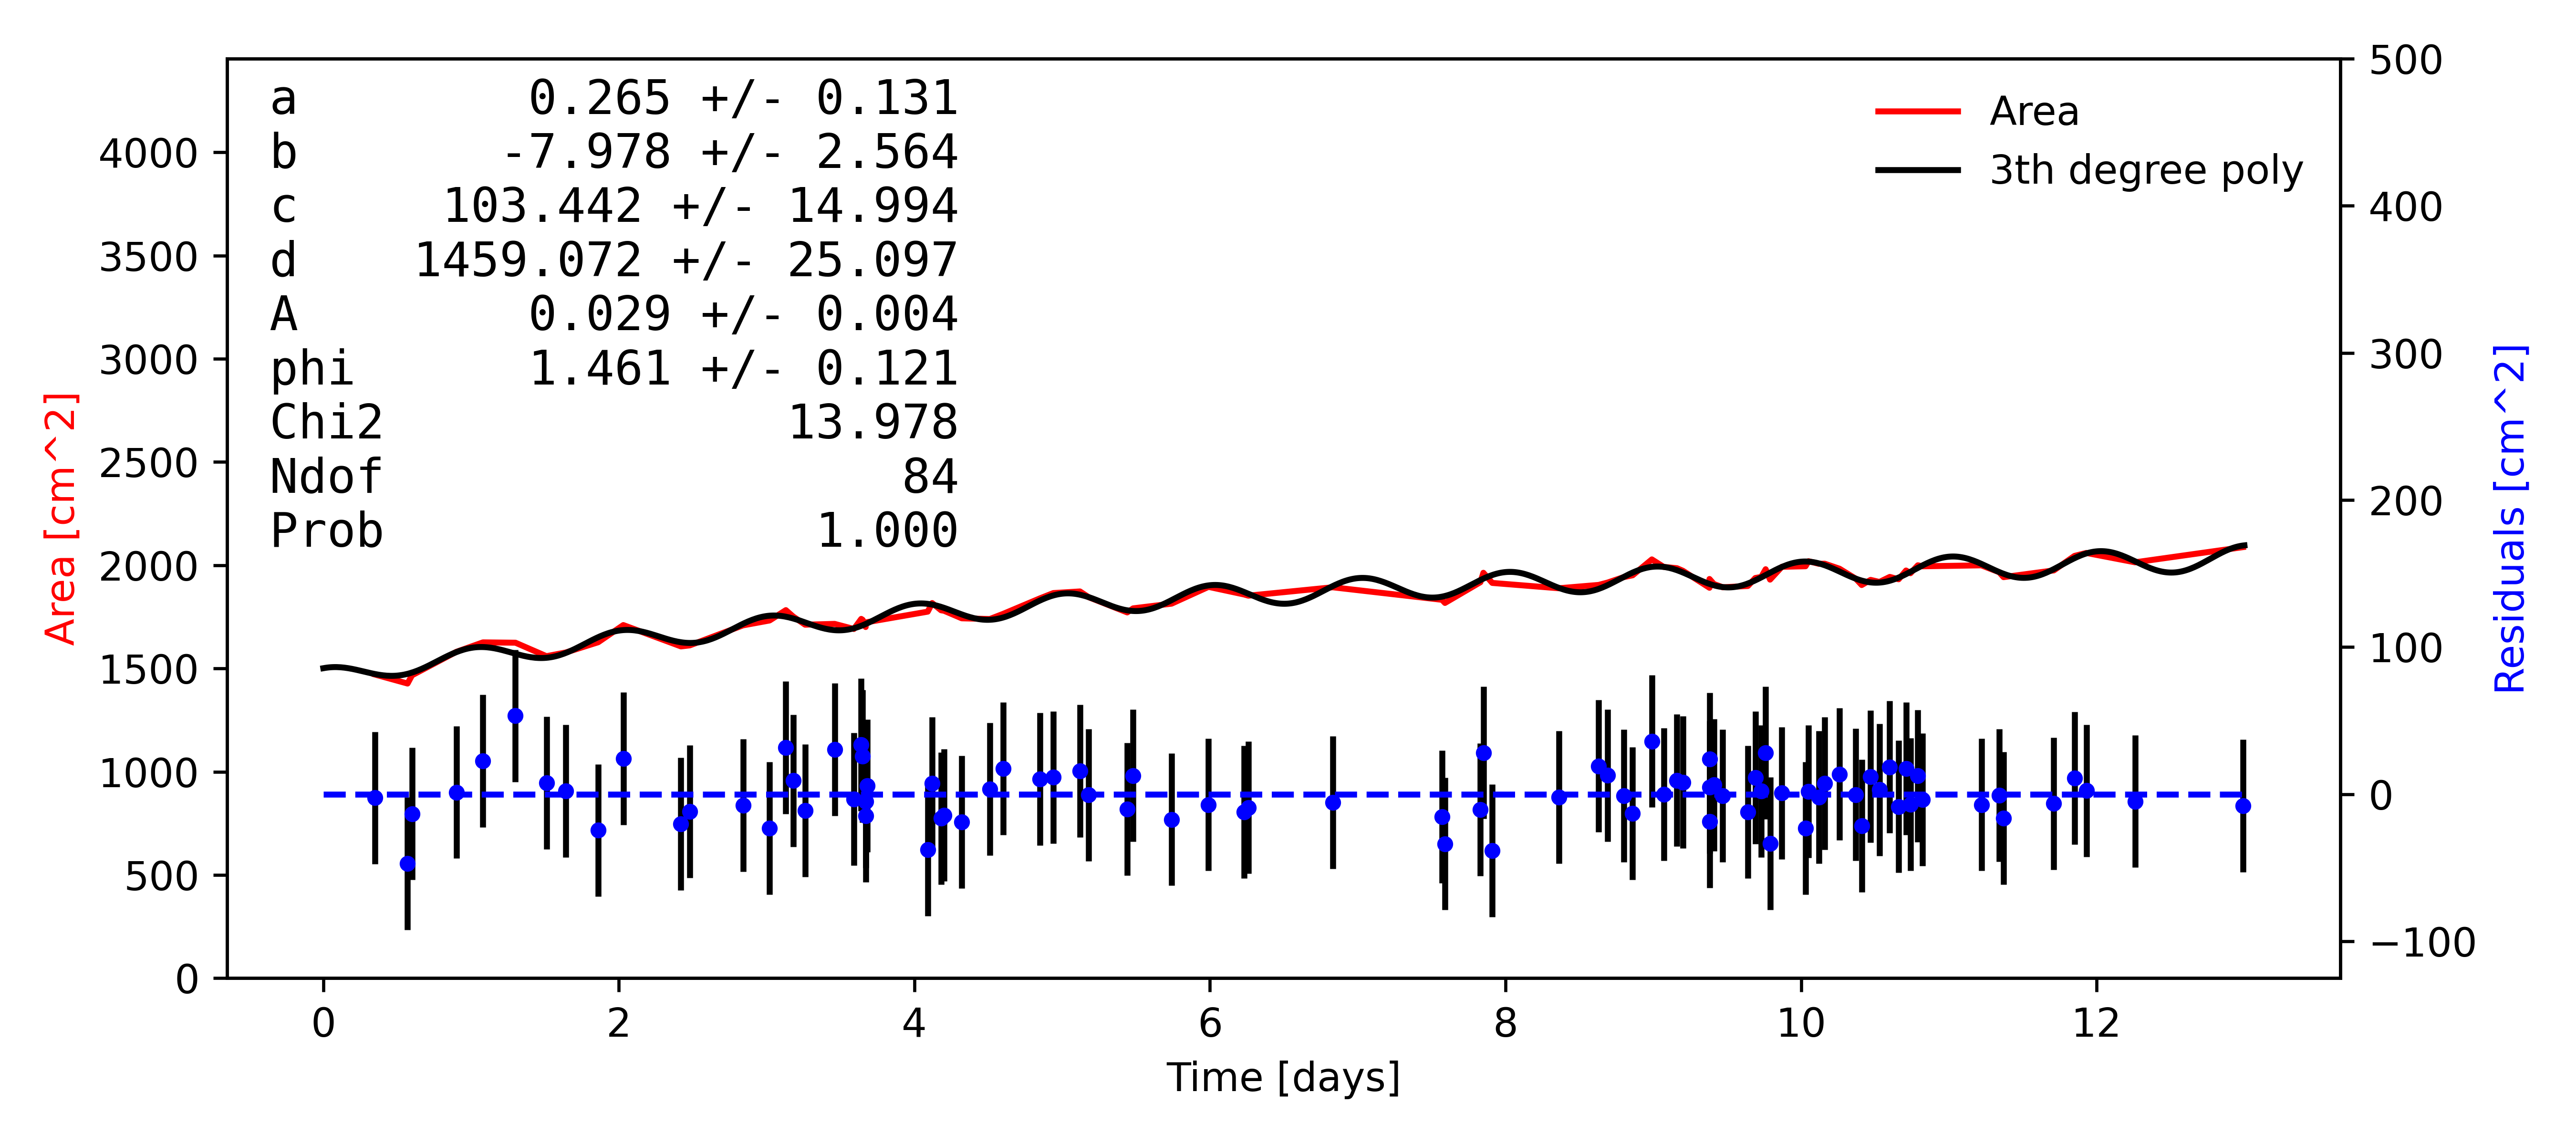 a 0.265 +/- 0.131
b -7.978 +/- 2.564
c 103.442 +/- 14.994
d 1459.072 +/- 25.097
A 0.029 +/- 0.004
phi 1.461 +/- 0.121
Chi2 13.978
Ndof 84
Prob 1.000
Area
3th degree poly
Area [cm^2]
4000
3500
3000
2500
2000
1500
1000
500
0
500
400
300
200
100
0
−100
Residuals [cm^2]
0 2 4 6 8 10 12
Time [days]